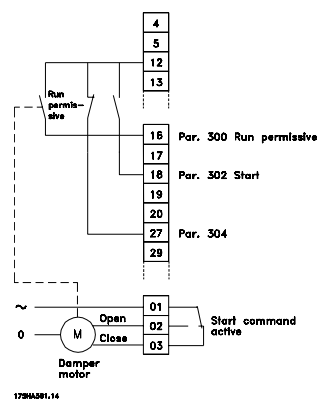 4
5
12
13
Run
permis-
sive
16
Par. 300 Run permissive
17
18
Par. 302 Start
19
20
27
Par. 304
29
~
01
Open
02
Start command
active
0
M
Close
03
Damper
motor
175HA581.14